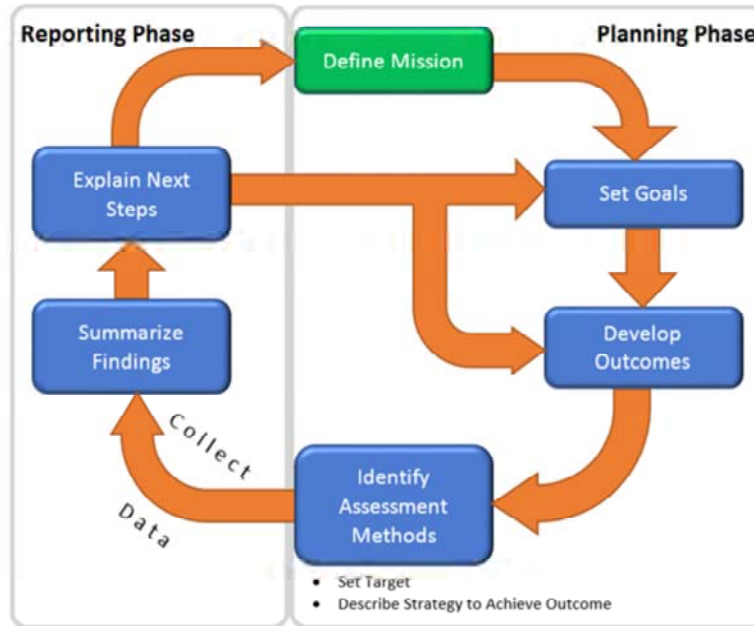 Reporting Phase
Planning Phase
Define Mission
Explain Next
Steps
Set Goals
Summarize
Findings
Develop
Outcomes
Collect
Data
Identify
Assessment
Methods
• Set Target
• Describe Strategy to Achieve Outcome